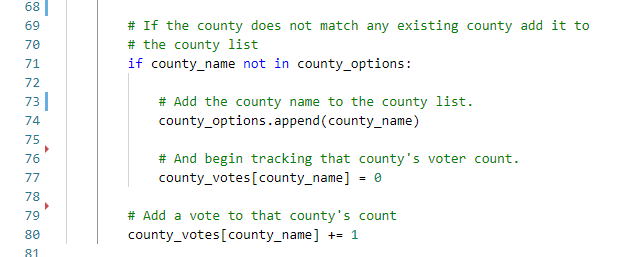 68
69 # If the county does not match any existing county add it to
70 # the county list
71 if county_name not in county_options:
72
73 # Add the county name to the county list.
74 county_options.append(county_name)
75
76 # And begin tracking that county's voter count.
77 county_votes[county_name] = 0
78
79 # Add a vote to that county's count
80 county_votes[county_name] += 1
81